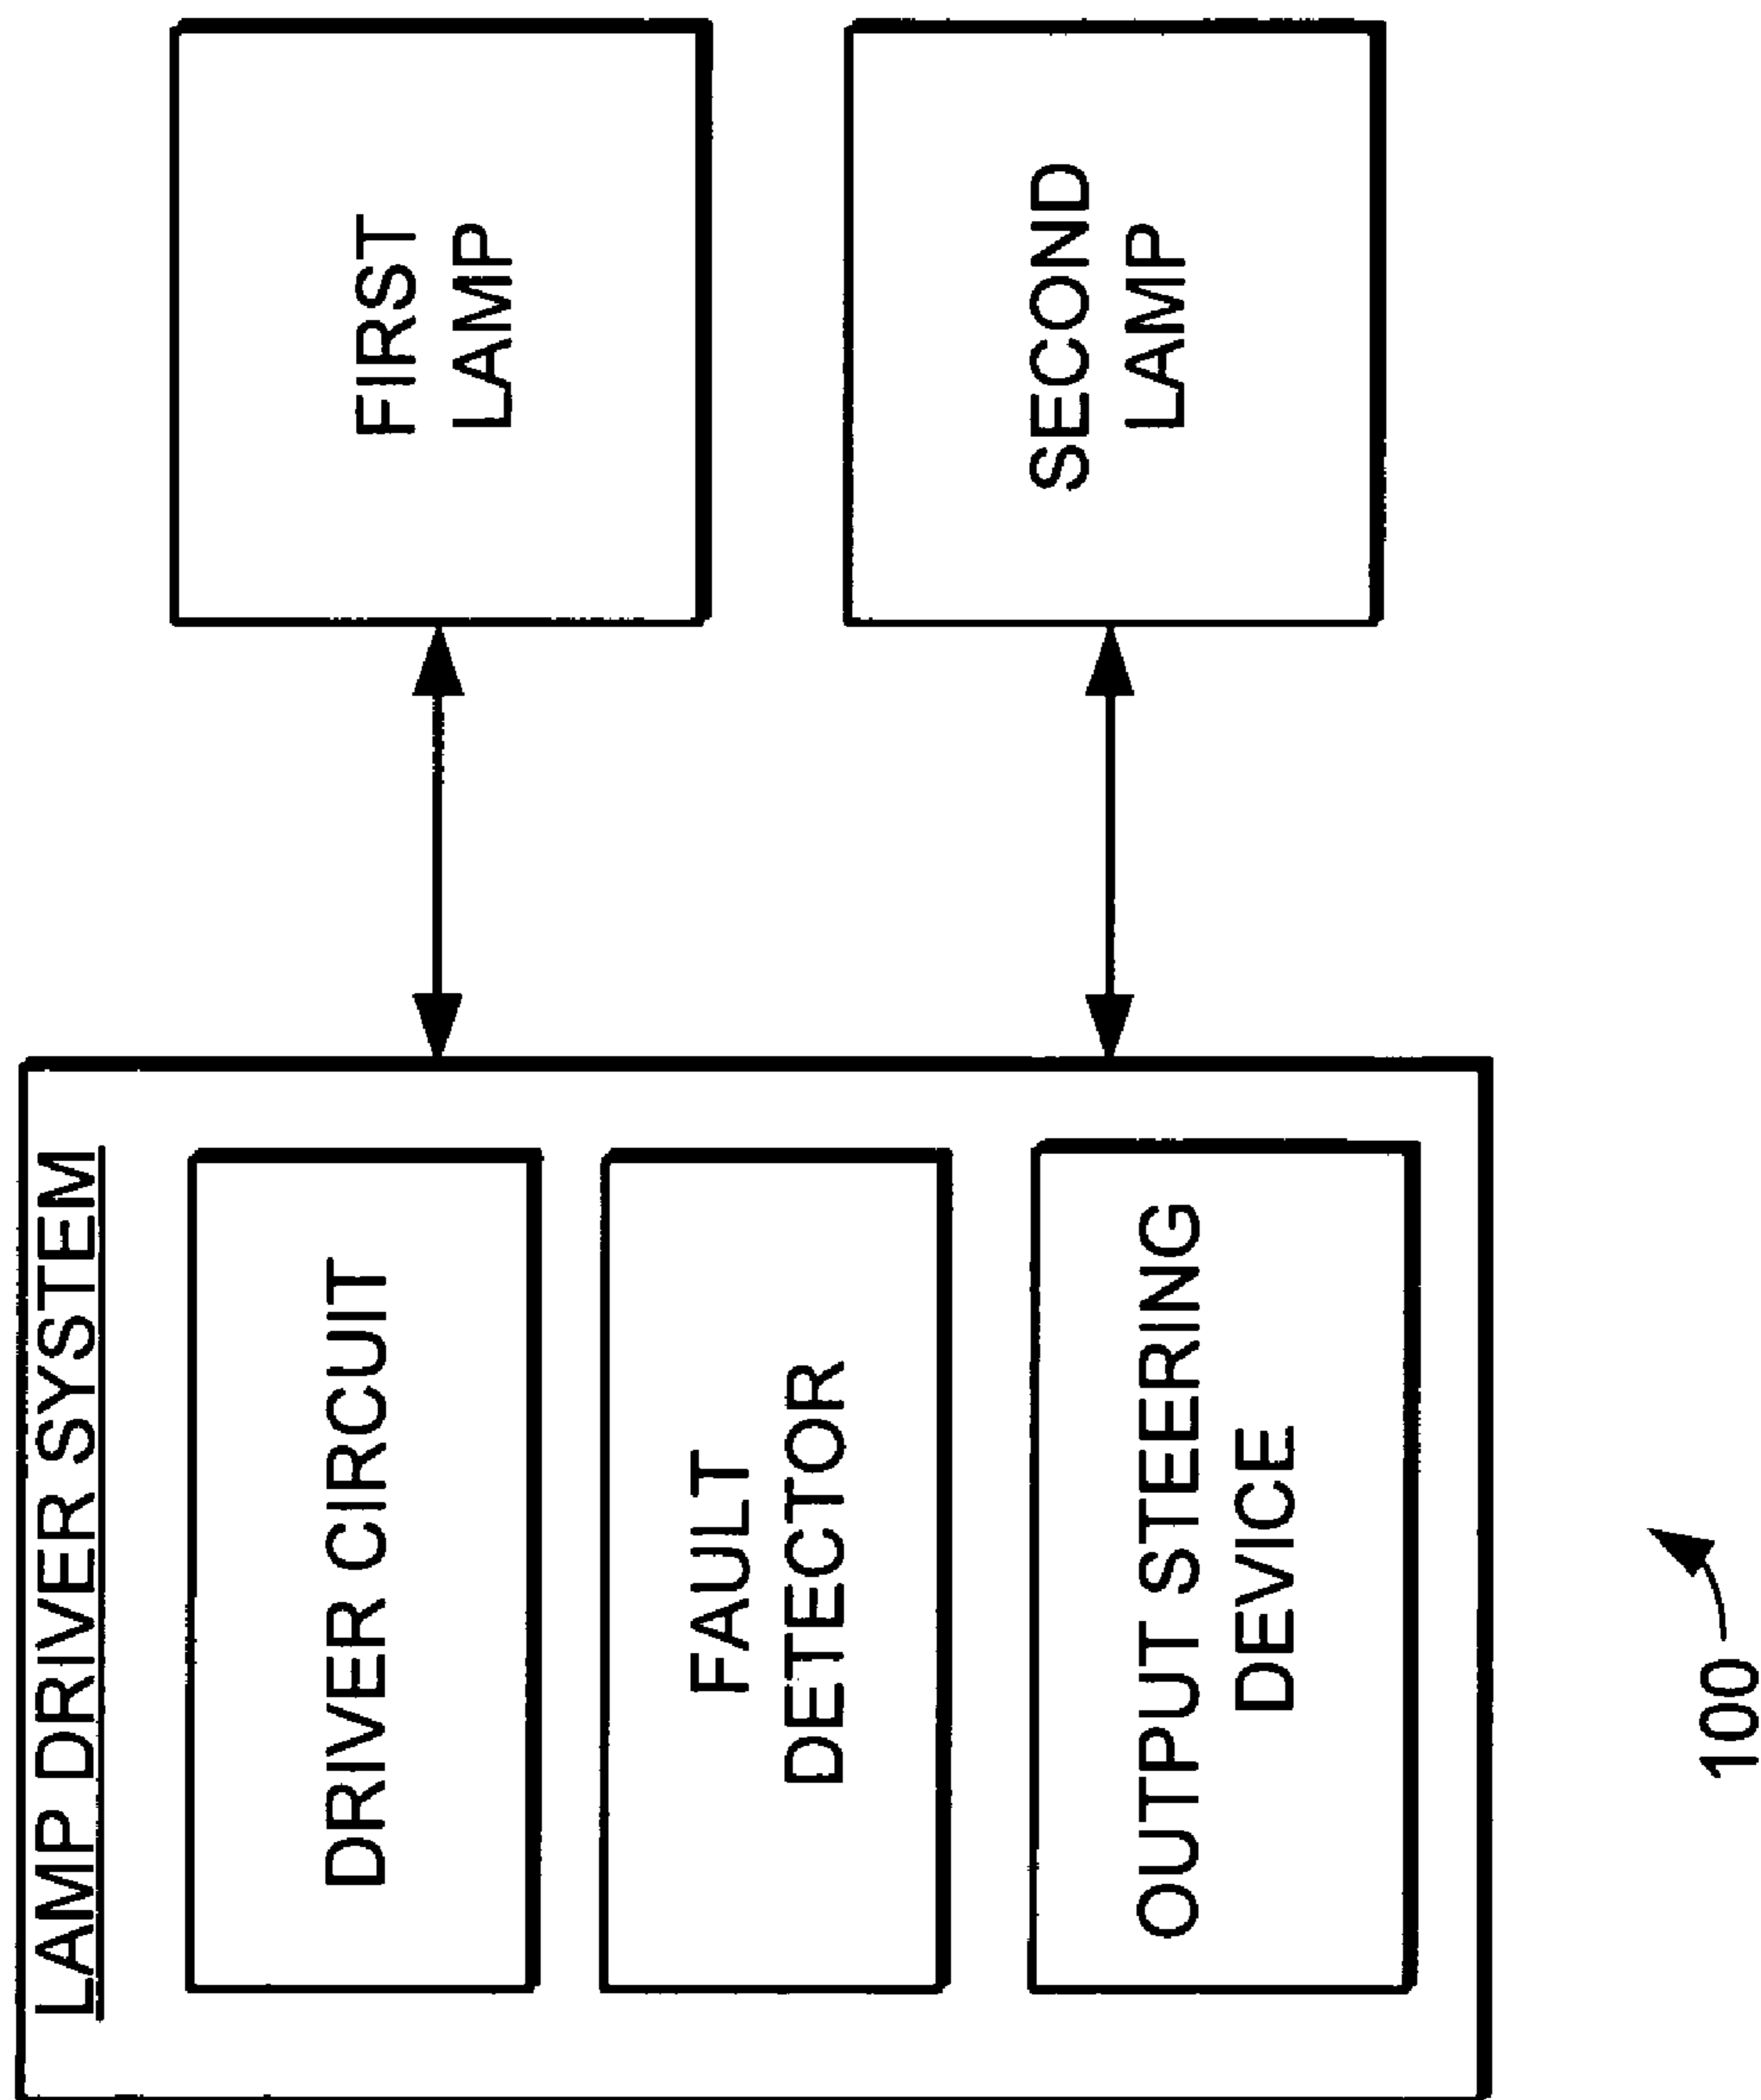 LAMP DRIVER SYSTEM
DRIVER CIRCUIT
FAULT
DETECTOR
OUTPUT STEERING
DEVICE
FIRST
LAMP
SECOND
LAMP
100